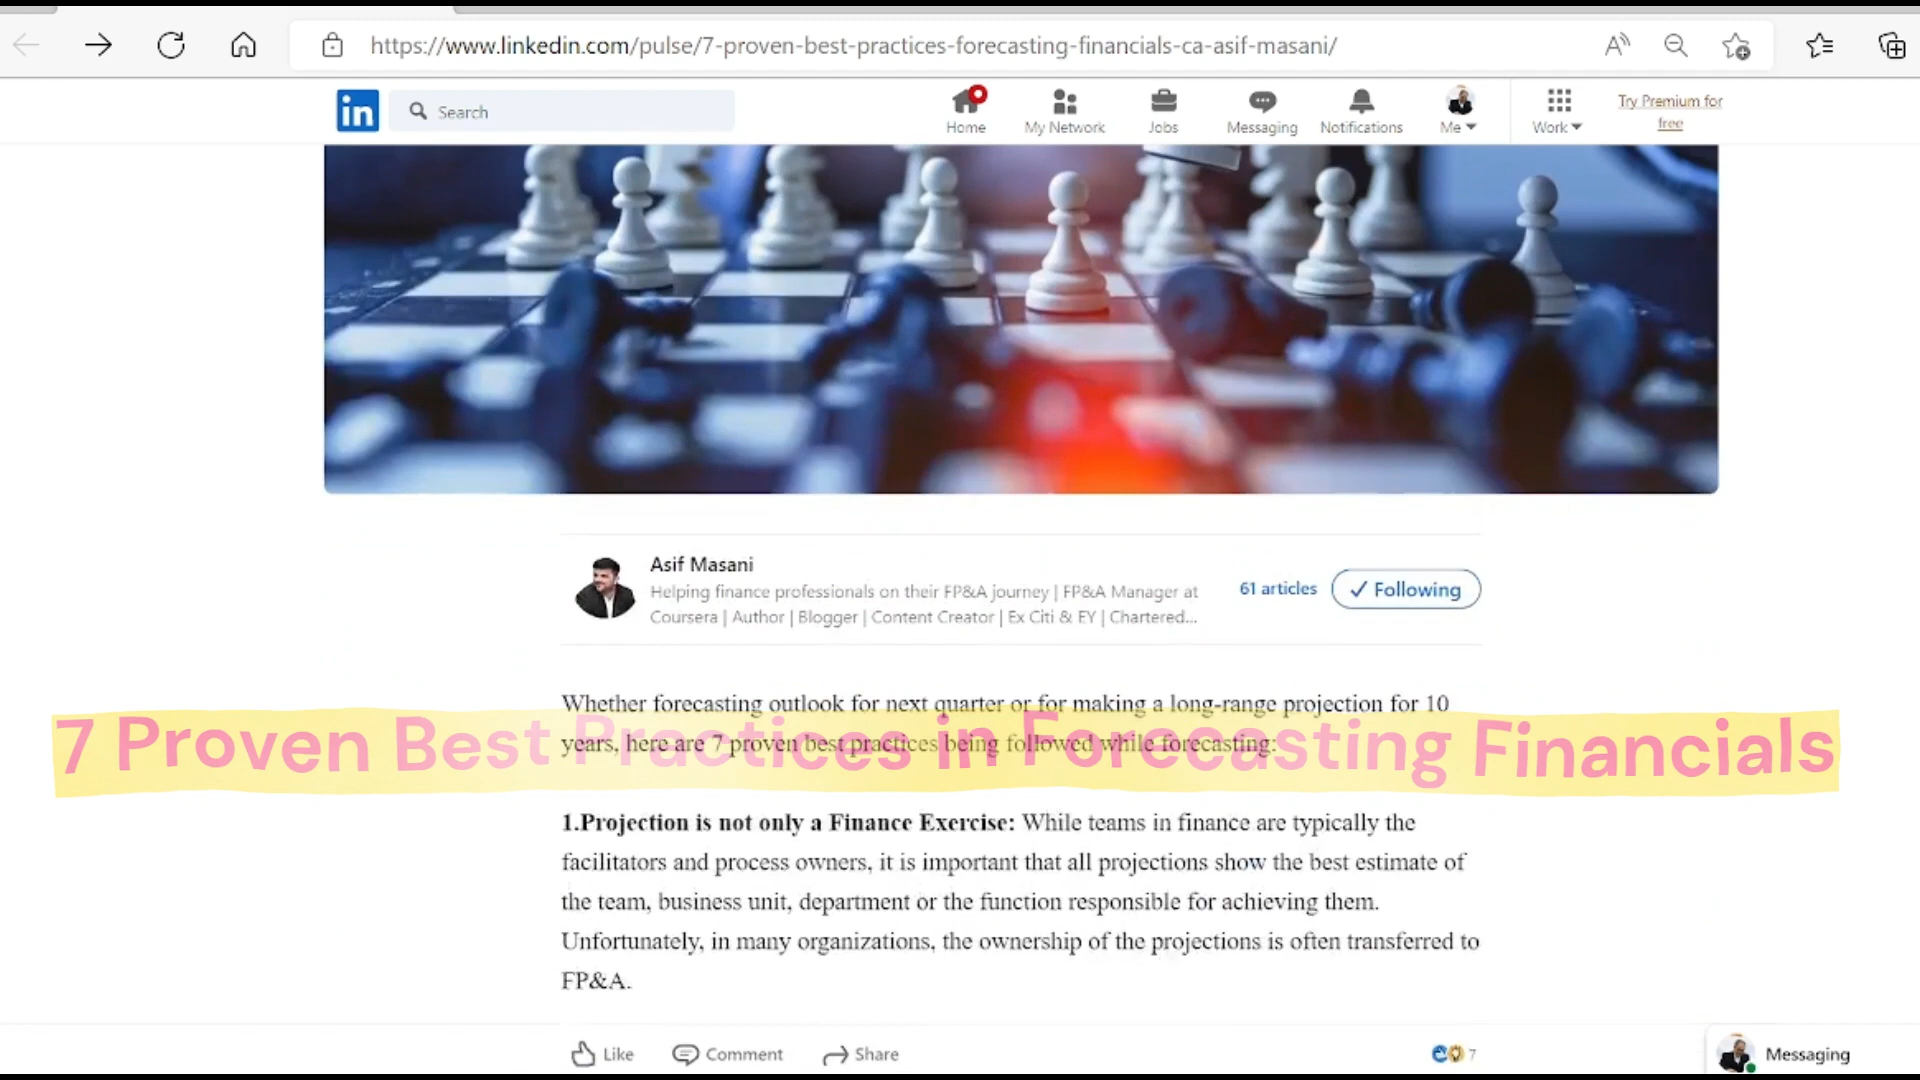 https://www.linkedin.com/pulse/7-proven-best-practices-forecasting-financials-ca-asif-masani/
in
Search
Home
My Network
Jobs
Messaging
Notifications
Me
Work
Try Premium for
free
Asif Masani
Helping finance professionals on their FP&A journey | FP&A Manager at
Coursera | Author | Blogger | Content Creator | Ex Citi & EY | Chartered...
61 articles
Following
Whether forecasting outlook for next quarter or for making a long-range projection for 10
years, here are 7 proven best practices being followed while forecasting:
7 Proven Best Practices in Forecasting Financials
1.Projection is not only a Finance Exercise: While teams in finance are typically the
facilitators and process owners, it is important that all projections show the best estimate of
the team, business unit, department or the function responsible for achieving them.
Unfortunately, in many organizations, the ownership of the projections is often transferred to
FP&A.
Like
Comment
Share
7
Messaging